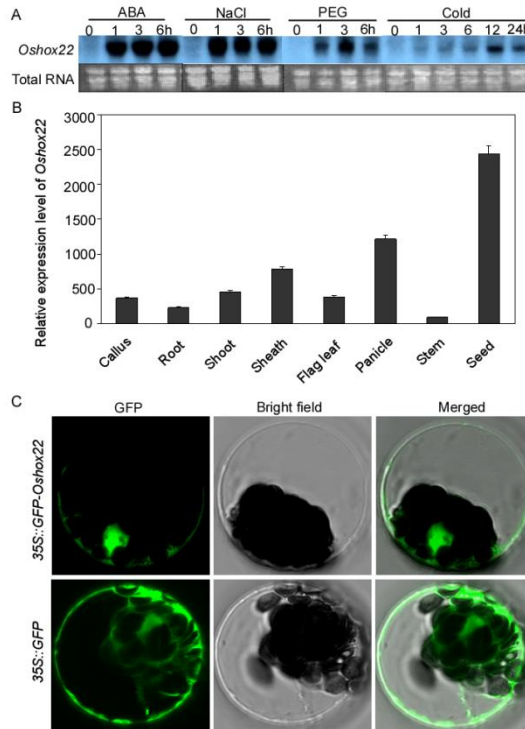 A
ABA NaCl PEG Cold
0 1 3 6h 0 1 3 6h 0 1 3 6h 0 1 3 6 12 24h
Oshox22
Total RNA
B
Relative expression level of Oshox22
3000
2500
2000
1500
1000
500
0
Callus Root Shoot Sheath Flag leaf Panicle Stem Seed
C
GFP Bright field Merged
35S::GFP-Oshox22
35S::GFP